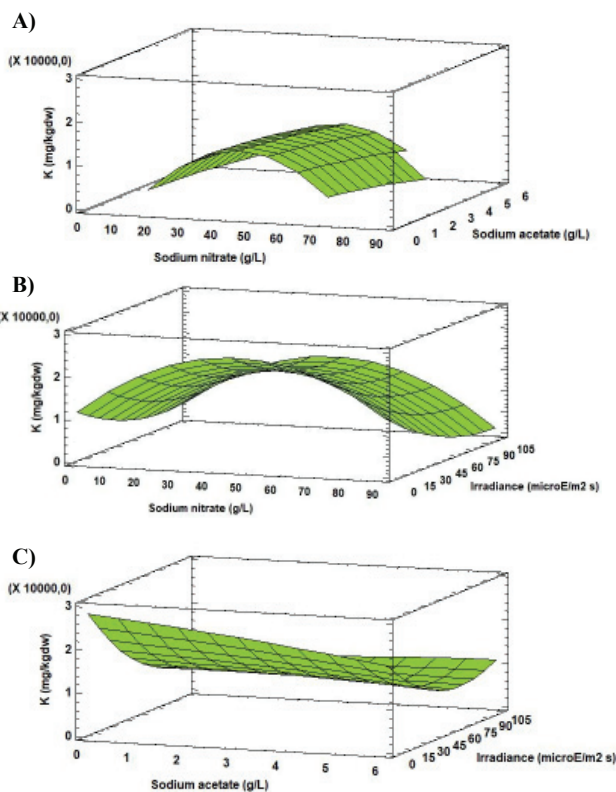 A)
(X 10000,0)
3
2
1
0
K (mg/kgdw)
0 10 20 30 40 50 60 70 80 90
Sodium nitrate (g/L)
0 1 2 3 4 5 6
Sodium acetate (g/L)
B)
(X 10000,0)
3
2
1
0
K (mg/kgdw)
0 10 20 30 40 50 60 70 80 90
Sodium nitrate (g/L)
0 15 30 45 60 75 90 105
Irradiance (microE/m2 s)
C)
(X 10000,0)
3
2
1
0
K (mg/kgdw)
0 1 2 3 4 5 6
Sodium acetate (g/L)
0 15 30 45 60 75 90 105
Irradiance (microE/m2 s)